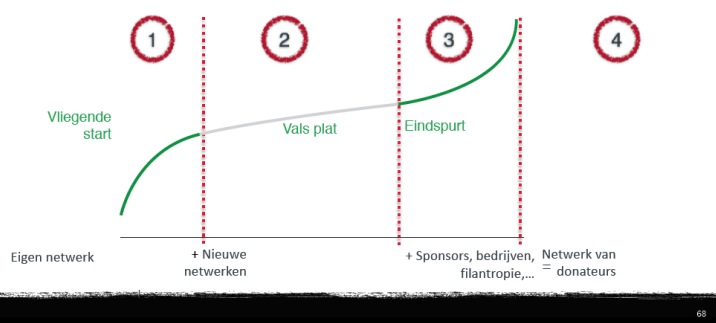 1
2
3
4
Vliegende
start
Vals plat
Eindspurt
Eigen netwerk
+ Nieuwe
netwerken
+ Sponsors, bedrijven,
filantropie,...
Netwerk van
= donateurs
68